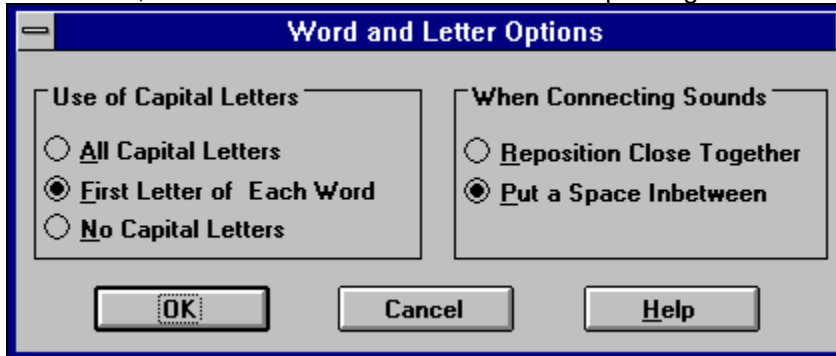 Word and Letter Options
Use of Capital Letters
All Capital Letters
First Letter of Each Word
No Capital Letters
When Connecting Sounds
Reposition Close Together
Put a Space Inbetween
OK Cancel Help